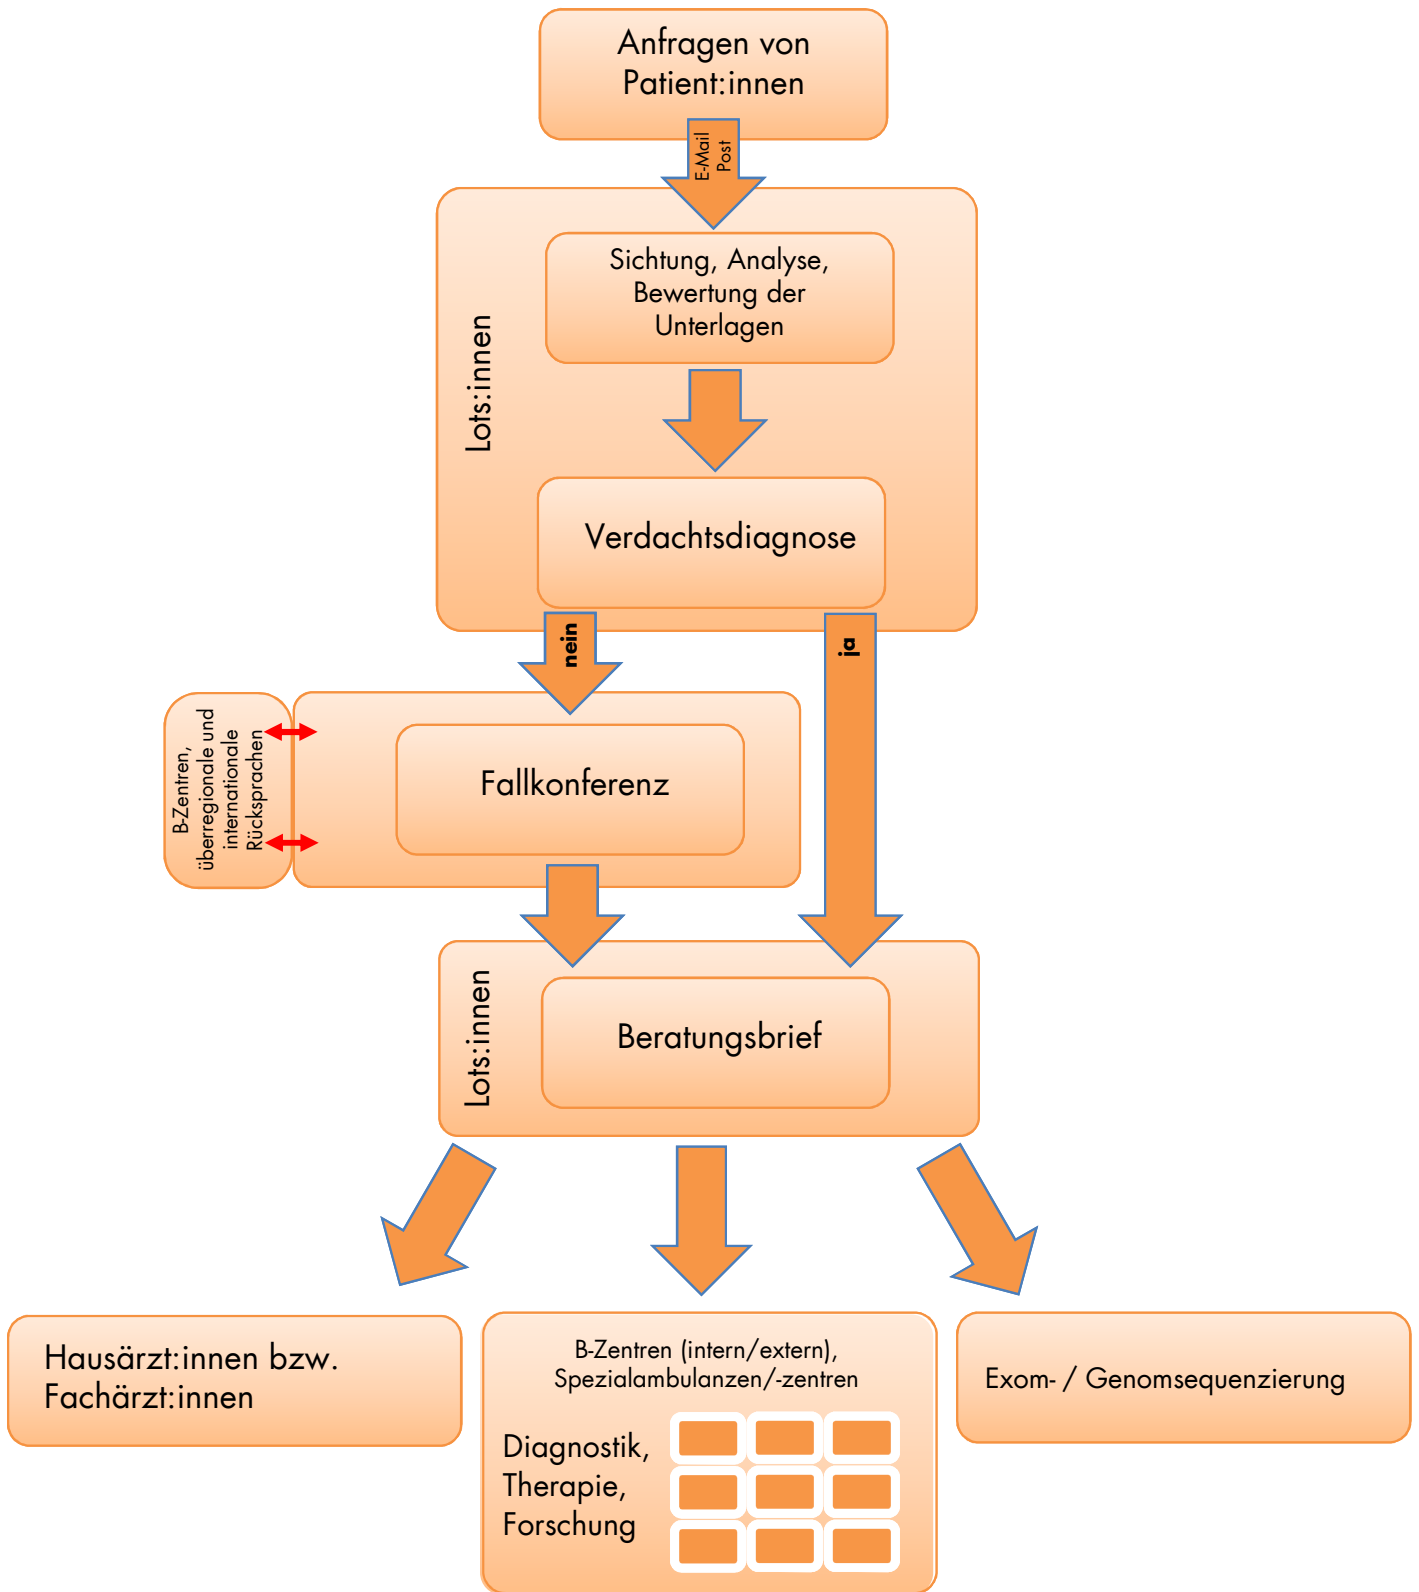 Anfragen von
Patient:innen
E-Mail
Post
Lots:innen
Sichtung, Analyse,
Bewertung der
Unterlagen
Verdachtsdiagnose
nein
ja
B-Zentren,
überregionale und
internationale
Rücksprachen
Fallkonferenz
Lots:innen
Beratungsbrief
Hausärzt:innen bzw.
Fachärzt:innen
B-Zentren (intern/extern),
Spezialambulanzen/-zentren
Diagnostik,
Therapie,
Forschung
Exom- / Genomsequenzierung